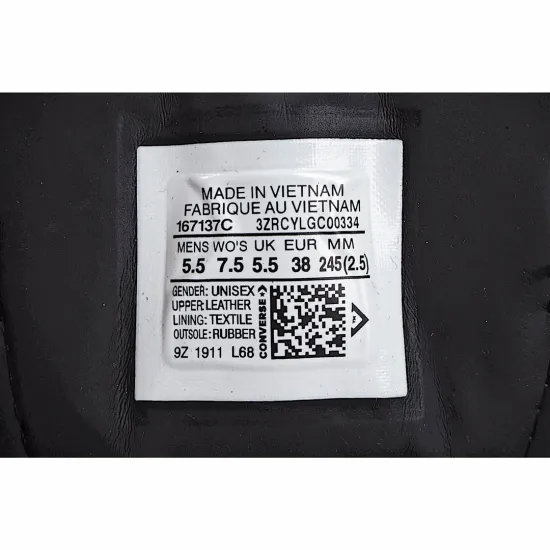 MADE IN VIETNAM
FABRIQUE AU VIETNAM
167137C 3ZRCYLGC00334
MENS WO'S UK EUR MM
5.5 7.5 5.5 38 245(2.5)
GENDER: UNISEX
UPPER:LEATHER
LINING: TEXTILE
OUTSOLE: RUBBER
9Z 1911 L68
CONVERSE